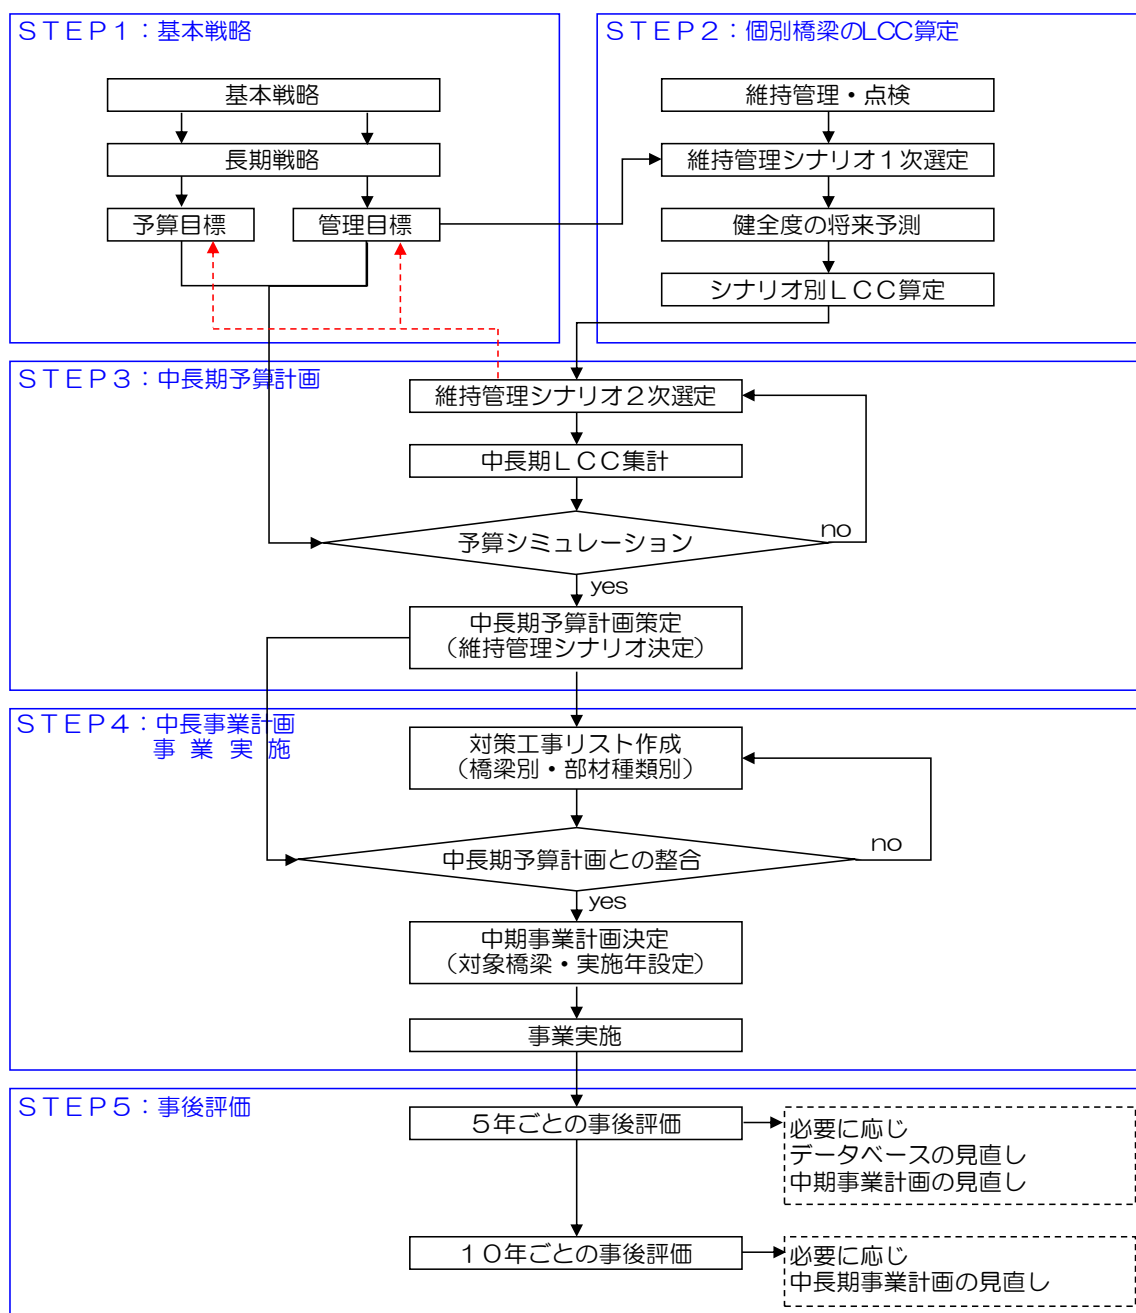 ＳＴＥＰ１：基本戦略
基本戦略
長期戦略
予算目標
管理目標
ＳＴＥＰ２：個別橋梁のLCC算定
維持管理・点検
維持管理シナリオ１次選定
健全度の将来予測
シナリオ別ＬＣＣ算定
ＳＴＥＰ３：中長期予算計画
維持管理シナリオ２次選定
中長期ＬＣＣ集計
予算シミュレーション
no
yes
中長期予算計画策定
（維持管理シナリオ決定）
ＳＴＥＰ４：中長事業計画
事 業 実 施
対策工事リスト作成
（橋梁別・部材種類別）
中長期予算計画との整合
no
yes
中期事業計画決定
（対象橋梁・実施年設定）
事業実施
ＳＴＥＰ５：事後評価
５年ごとの事後評価
必要に応じ
データベースの見直し
中期事業計画の見直し
１０年ごとの事後評価
必要に応じ
中長期事業計画の見直し